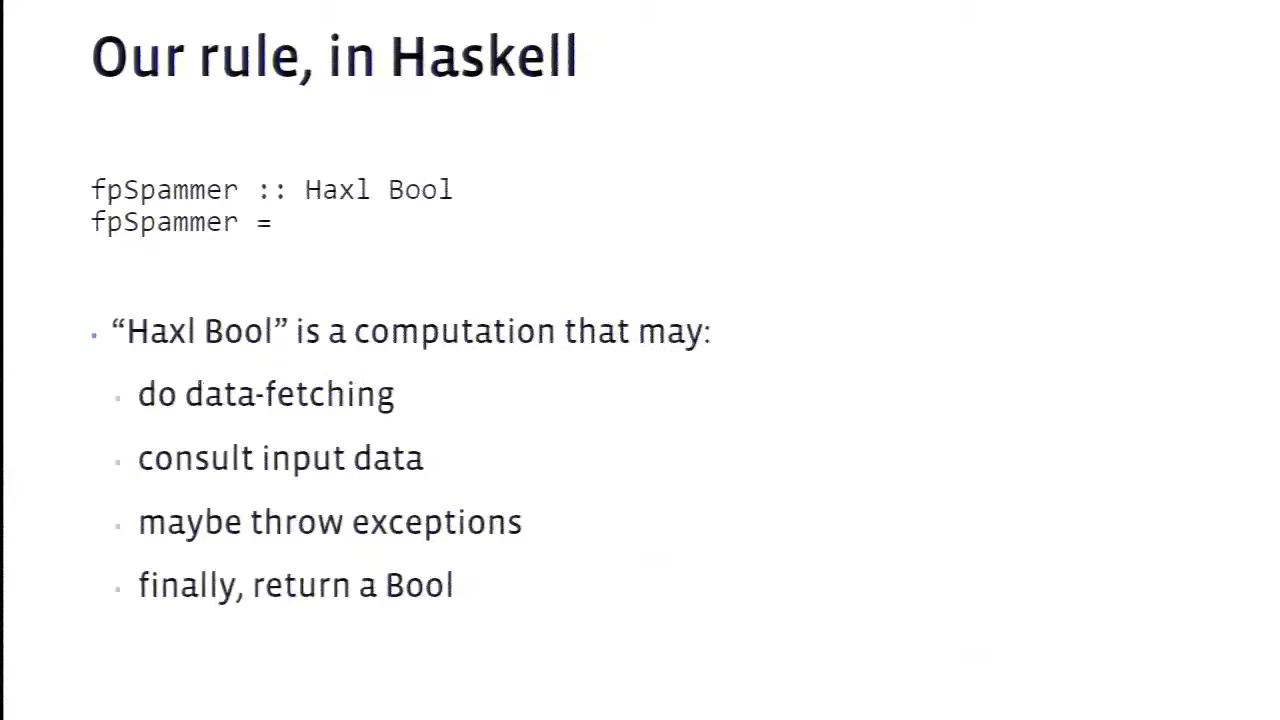 Our rule, in Haskell
fpSpammer :: Haxl Bool
fpSpammer =
· “Haxl Bool” is a computation that may:
· do data-fetching
· consult input data
· maybe throw exceptions
· finally, return a Bool